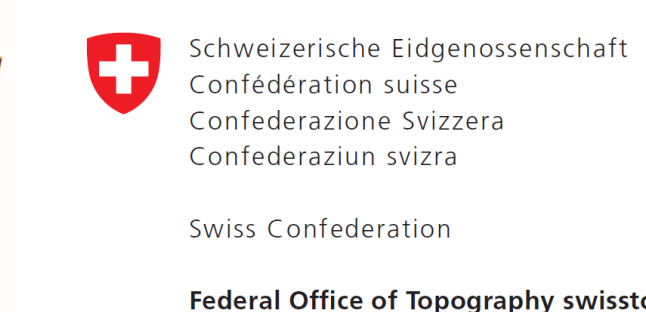 Schweizerische Eidgenossenschaft
Confédération suisse
Confederazione Svizzera
Confederaziun svizra
Swiss Confederation
Federal Office of Topography